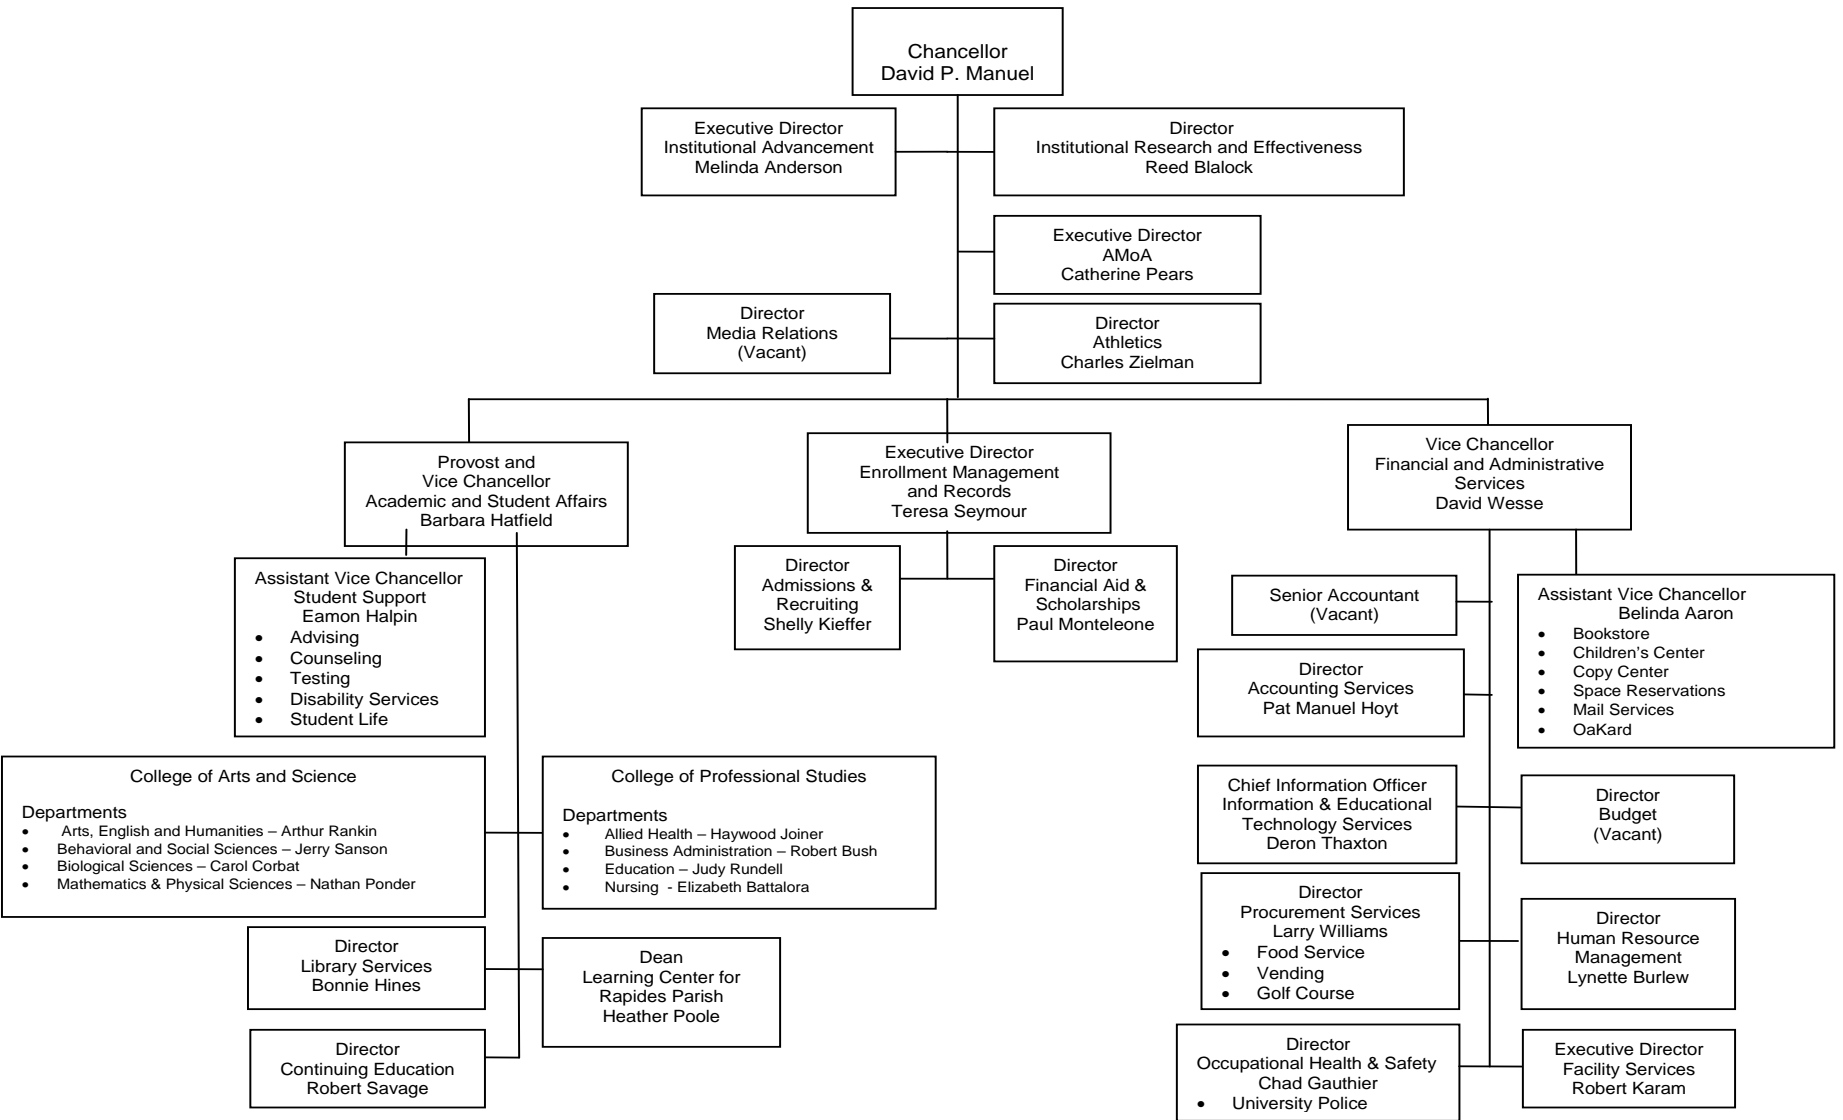 Chancellor
David P. Manuel
Executive Director
Institutional Advancement
Melinda Anderson
Director
Institutional Research and Effectiveness
Reed Blalock
Executive Director
AMoA
Catherine Pears
Director
Media Relations
(Vacant)
Director
Athletics
Charles Zielman
Provost and
Vice Chancellor
Academic and Student Affairs
Barbara Hatfield
Executive Director
Enrollment Management
and Records
Teresa Seymour
Vice Chancellor
Financial and Administrative
Services
David Wesse
Assistant Vice Chancellor
Student Support
Eamon Halpin
• Advising
• Counseling
• Testing
• Disability Services
• Student Life
Director
Admissions &
Recruiting
Shelly Kieffer
Director
Financial Aid &
Scholarships
Paul Monteleone
Senior Accountant
(Vacant)
Assistant Vice Chancellor
Belinda Aaron
• Bookstore
• Children's Center
• Copy Center
• Space Reservations
• Mail Services
• OaKard
Director
Accounting Services
Pat Manuel Hoyt
College of Arts and Science
Departments
• Arts, English and Humanities – Arthur Rankin
• Behavioral and Social Sciences – Jerry Sanson
• Biological Sciences – Carol Corbat
• Mathematics & Physical Sciences – Nathan Ponder
College of Professional Studies
Departments
• Allied Health – Haywood Joiner
• Business Administration – Robert Bush
• Education – Judy Rundell
• Nursing - Elizabeth Battalora
Chief Information Officer
Information & Educational
Technology Services
Deron Thaxton
Director
Budget
(Vacant)
Director
Procurement Services
Larry Williams
• Food Service
• Vending
• Golf Course
Director
Human Resource
Management
Lynette Burlew
Director
Library Services
Bonnie Hines
Dean
Learning Center for
Rapides Parish
Heather Poole
Director
Continuing Education
Robert Savage
Director
Occupational Health & Safety
Chad Gauthier
• University Police
Executive Director
Facility Services
Robert Karam